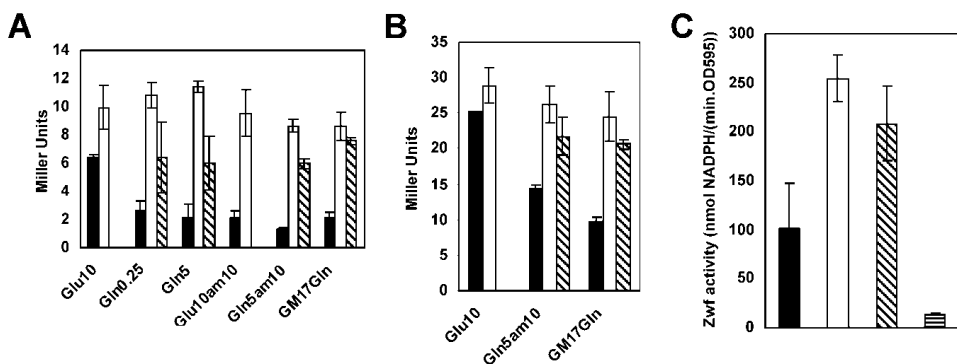 A
Miller Units
14
12
10
8
6
4
2
0
Glu10
Gln0.25
Gln5
Glu10am10
Gln5am10
GM17Gln
B
Miller Units
35
30
25
20
15
10
5
0
Glu10
Gln5am10
GM17Gln
C
Zwf activity (nmol NADPH/(min.OD595))
300
250
200
150
100
50
0